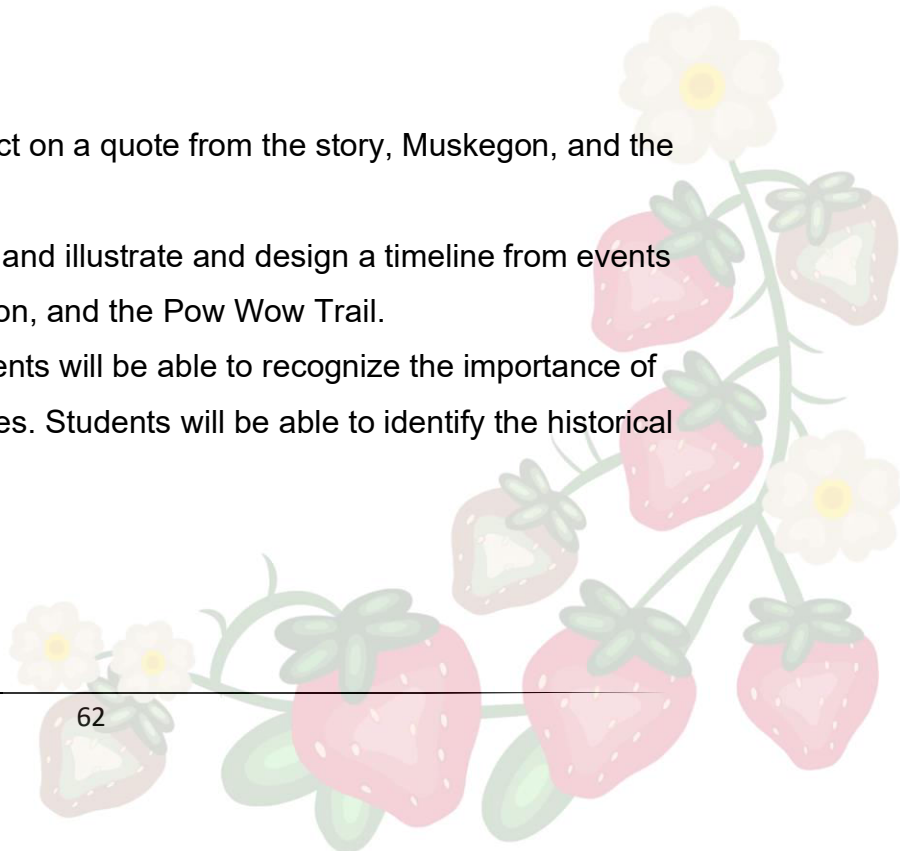 ct on a quote from the story, Muskegon, and the
and illustrate and design a timeline from events
on, and the Pow Wow Trail.
ents will be able to recognize the importance of
es. Students will be able to identify the historical
62